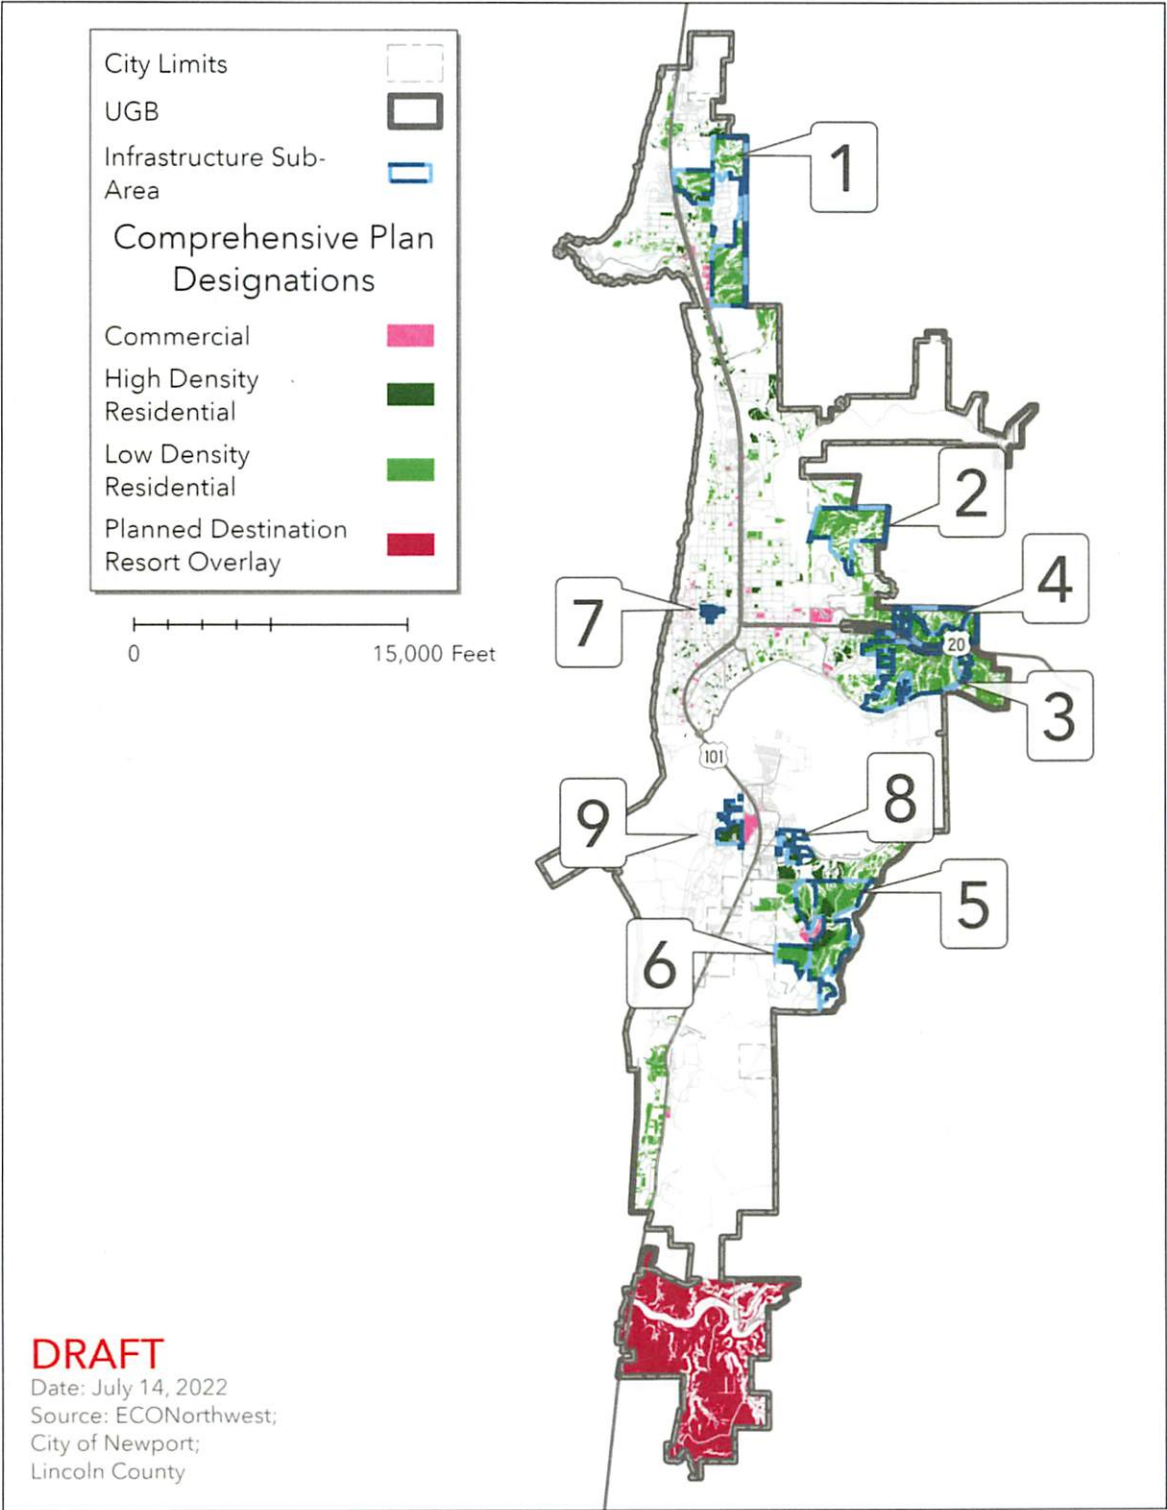 City Limits
UGB
Infrastructure Sub-
Area
Comprehensive Plan
Designations
Commercial
High Density
Residential
Low Density
Residential
Planned Destination
Resort Overlay
0
15,000 Feet
1
2
4
7
20
3
101
8
9
5
6
DRAFT
Date: July 14, 2022
Source: ECONorthwest;
City of Newport;
Lincoln County